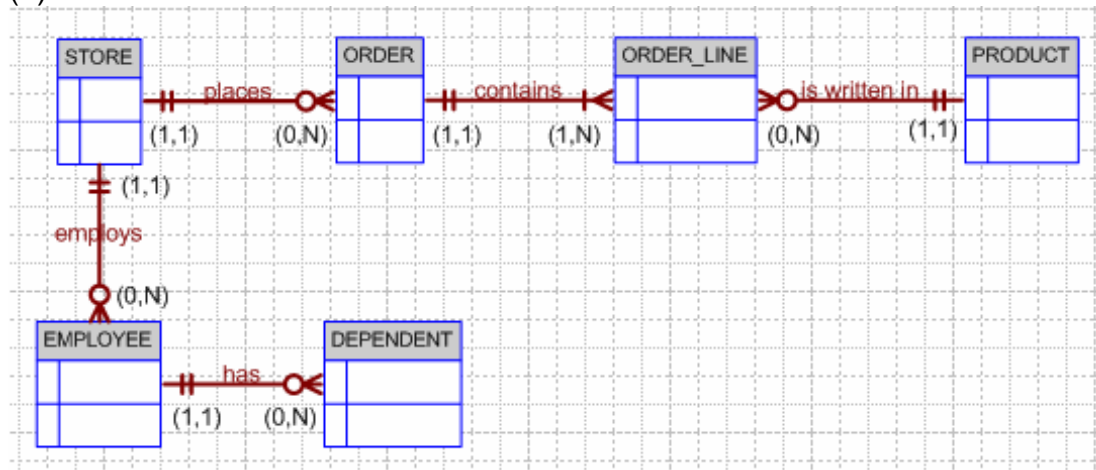 STORE
ORDER
ORDER_LINE
PRODUCT
places
contains
is written in
(1,1)
(0,N)
(1,1)
(1,N)
(0,N)
(1,1)
(1,1)
employs
(0,N)
EMPLOYEE
DEPENDENT
has
(1,1)
(0,N)